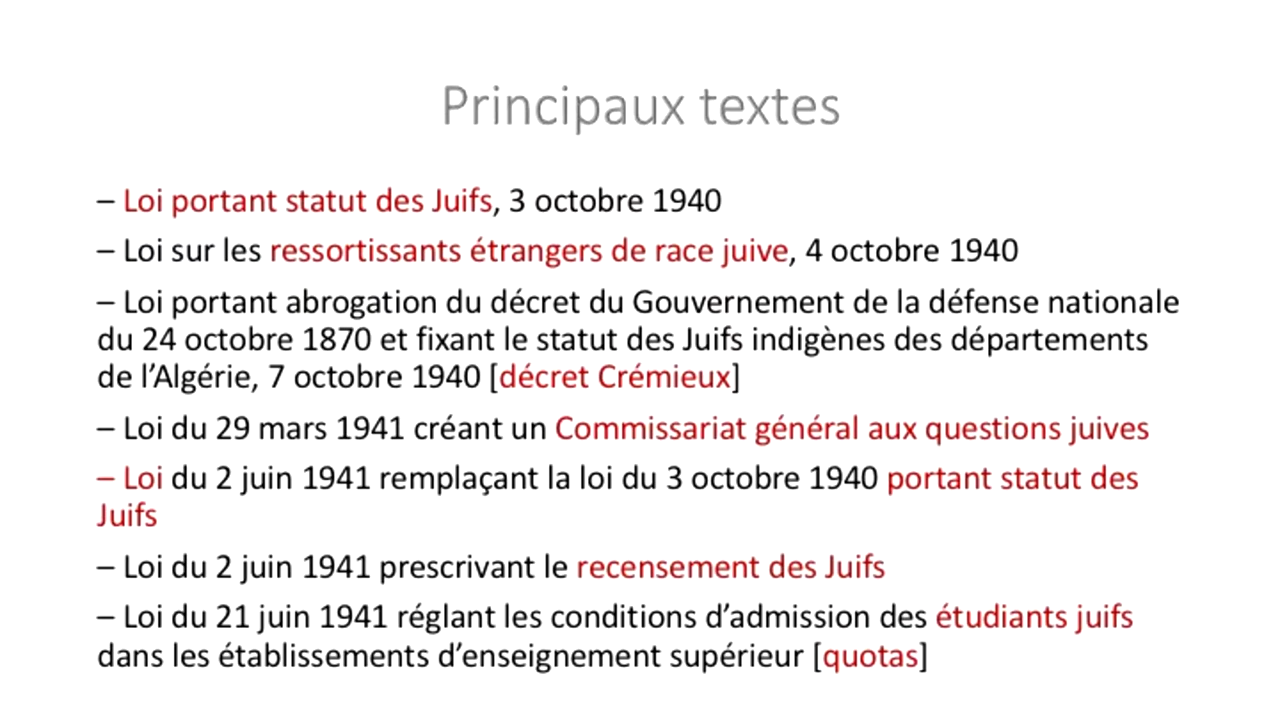 Principaux textes
– Loi portant statut des Juifs, 3 octobre 1940
– Loi sur les ressortissants étrangers de race juive, 4 octobre 1940
– Loi portant abrogation du décret du Gouvernement de la défense nationale
du 24 octobre 1870 et fixant le statut des Juifs indigènes des départements
de l’Algérie, 7 octobre 1940 [décret Crémieux]
– Loi du 29 mars 1941 créant un Commissariat général aux questions juives
– Loi du 2 juin 1941 remplaçant la loi du 3 octobre 1940 portant statut des
Juifs
– Loi du 2 juin 1941 prescrivant le recensement des Juifs
– Loi du 21 juin 1941 réglant les conditions d’admission des étudiants juifs
dans les établissements d’enseignement supérieur [quotas]